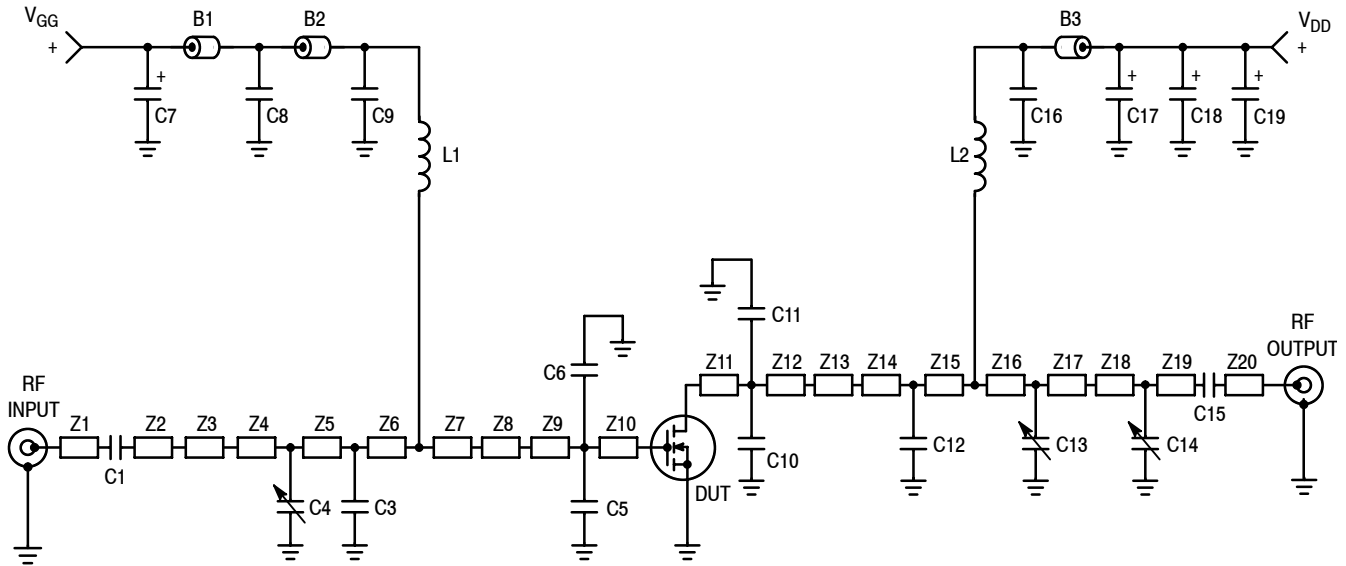 VGG
+
B1
B2
B3
VDD
+
+
C7
C8
C9
C16
+
C17
+
C18
+
C19
L1
L2
C11
C6
RF
INPUT
Z1
C1
Z2
Z3
Z4
Z5
Z6
Z7
Z8
Z9
Z10
Z11
Z12
Z13
Z14
Z15
Z16
Z17
Z18
Z19
C15
Z20
RF
OUTPUT
C4
C3
C5
DUT
C10
C12
C13
C14